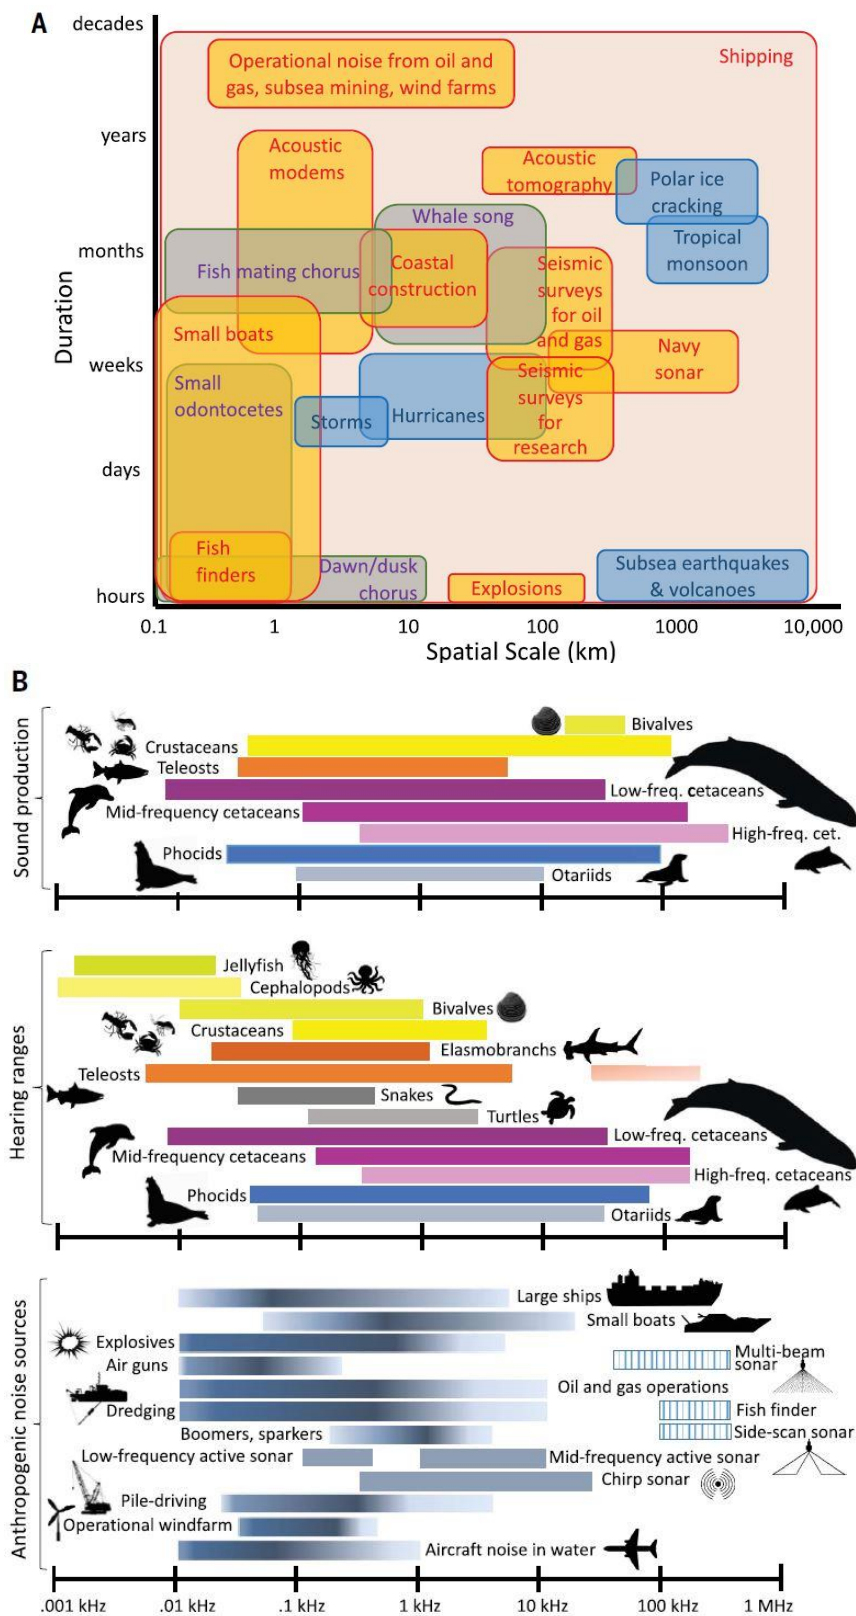 A
decades
years
months
weeks
days
hours
Duration
Operational noise from oil and
gas, subsea mining, wind farms
Shipping
Acoustic
modems
Acoustic
tomography
Polar ice
cracking
Whale song
Tropical
monsoon
Fish mating chorus
Coastal
construction
Seismic
surveys
for oil
and gas
Small boats
Navy
sonar
Small
odontocetes
Seismic
surveys
for
research
Storms
Hurricanes
Fish
finders
Dawn/dusk
chorus
Explosions
Subsea earthquakes
& volcanoes
0.1 1 10 100 1000 10,000
Spatial Scale (km)
B
Sound production
Bivalves
Crustaceans
Teleosts
Low-freq. cetaceans
Mid-frequency cetaceans
High-freq. cet.
Phocids
Otariids
Hearing ranges
Jellyfish
Cephalopods
Bivalves
Crustaceans
Elasmobranchs
Teleosts
Snakes
Turtles
Low-freq. cetaceans
Mid-frequency cetaceans
High-freq. cetaceans
Phocids
Otariids
Anthropogenic noise sources
Large ships
Small boats
Explosives
Multi-beam
sonar
Air guns
Oil and gas operations
Dredging
Fish finder
Boomers, sparkers
Side-scan sonar
Low-frequency active sonar
Mid-frequency active sonar
Chirp sonar
Pile-driving
Operational windfarm
Aircraft noise in water
.001 kHz .01 kHz .1 kHz 1 kHz 10 kHz 100 kHz 1 MHz